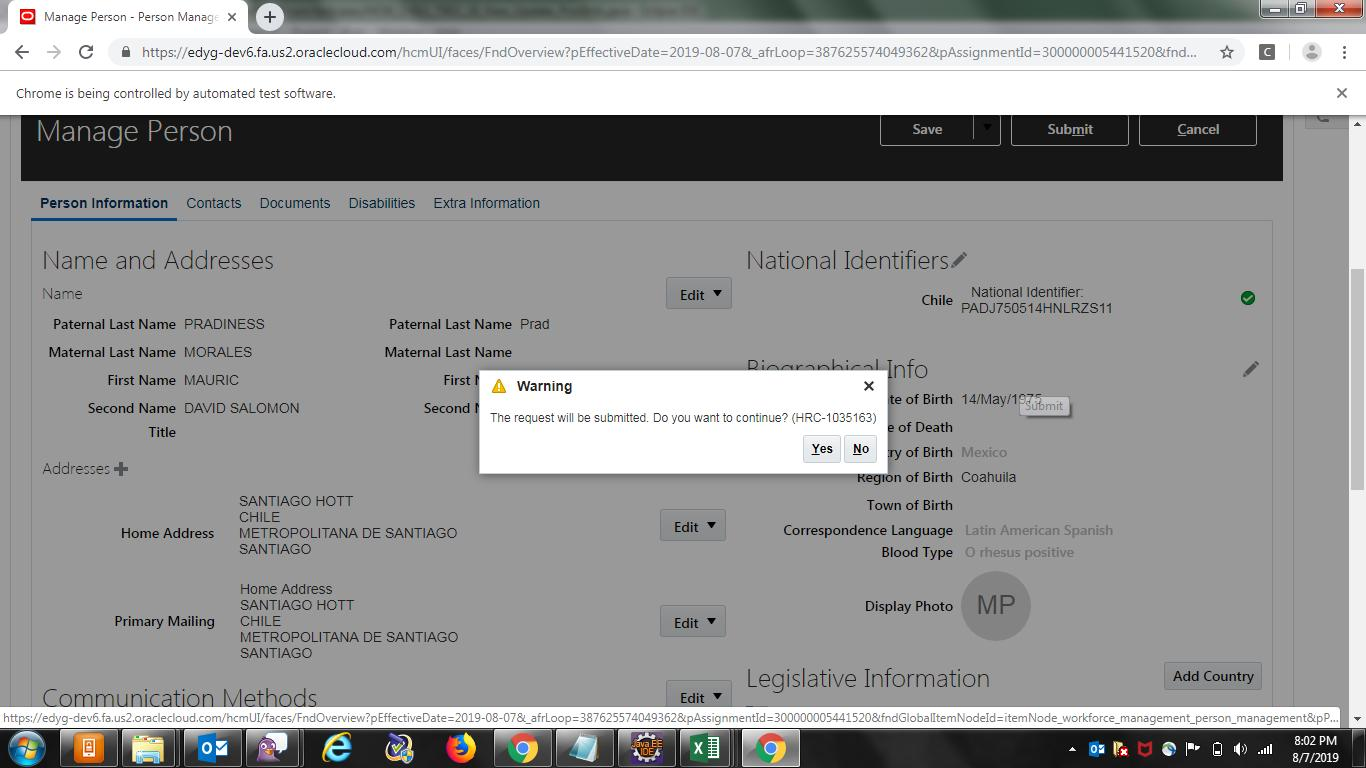 Manage Person - Person Manage
https://edyg-dev6.fa.us2.oraclecloud.com/hcmUI/faces/FndOverview?pEffectiveDate=2019-08-07&_afrLoop=387625574049362&pAssignmentId=300000005441520&fnd...
C
Chrome is being controlled by automated test software.
Manage Person
Save
Submit
Cancel
Person Information Contacts Documents Disabilities Extra Information
Name and Addresses
Name
Edit
Paternal Last Name PRADINESS
Maternal Last Name MORALES
First Name MAURIC
Second Name DAVID SALOMON
Title
Paternal Last Name Prad
Maternal Last Name
First
Second
Addresses
Home Address
SANTIAGO HOTT
CHILE
METROPOLITANA DE SANTIAGO
SANTIAGO
Edit
Primary Mailing
Home Address
SANTIAGO HOTT
CHILE
METROPOLITANA DE SANTIAGO
SANTIAGO
Edit
Communication Methods
Edit
National Identifiers
Chile
National Identifier:
PADJ750514HNLRZS11
Biographical Info
te of Birth 14/May/1975
Submit
e of Death
ry of Birth Mexico
Region of Birth Coahuila
Town of Birth
Correspondence Language Latin American Spanish
Blood Type O rhesus positive
Display Photo MP
Legislative Information
Add Country
Warning
The request will be submitted. Do you want to continue? (HRC-1035163)
Yes No
https://edyg-dev6.fa.us2.oraclecloud.com/hcmUI/faces/FndOverview?pEffectiveDate=2019-08-07&_afrLoop=387625574049362&pAssignmentId=300000005441520&fndGlobalItemNodeId=itemNode_workforce_management_person_management&pP...
Java EE
IDE
8:02 PM
8/7/2019